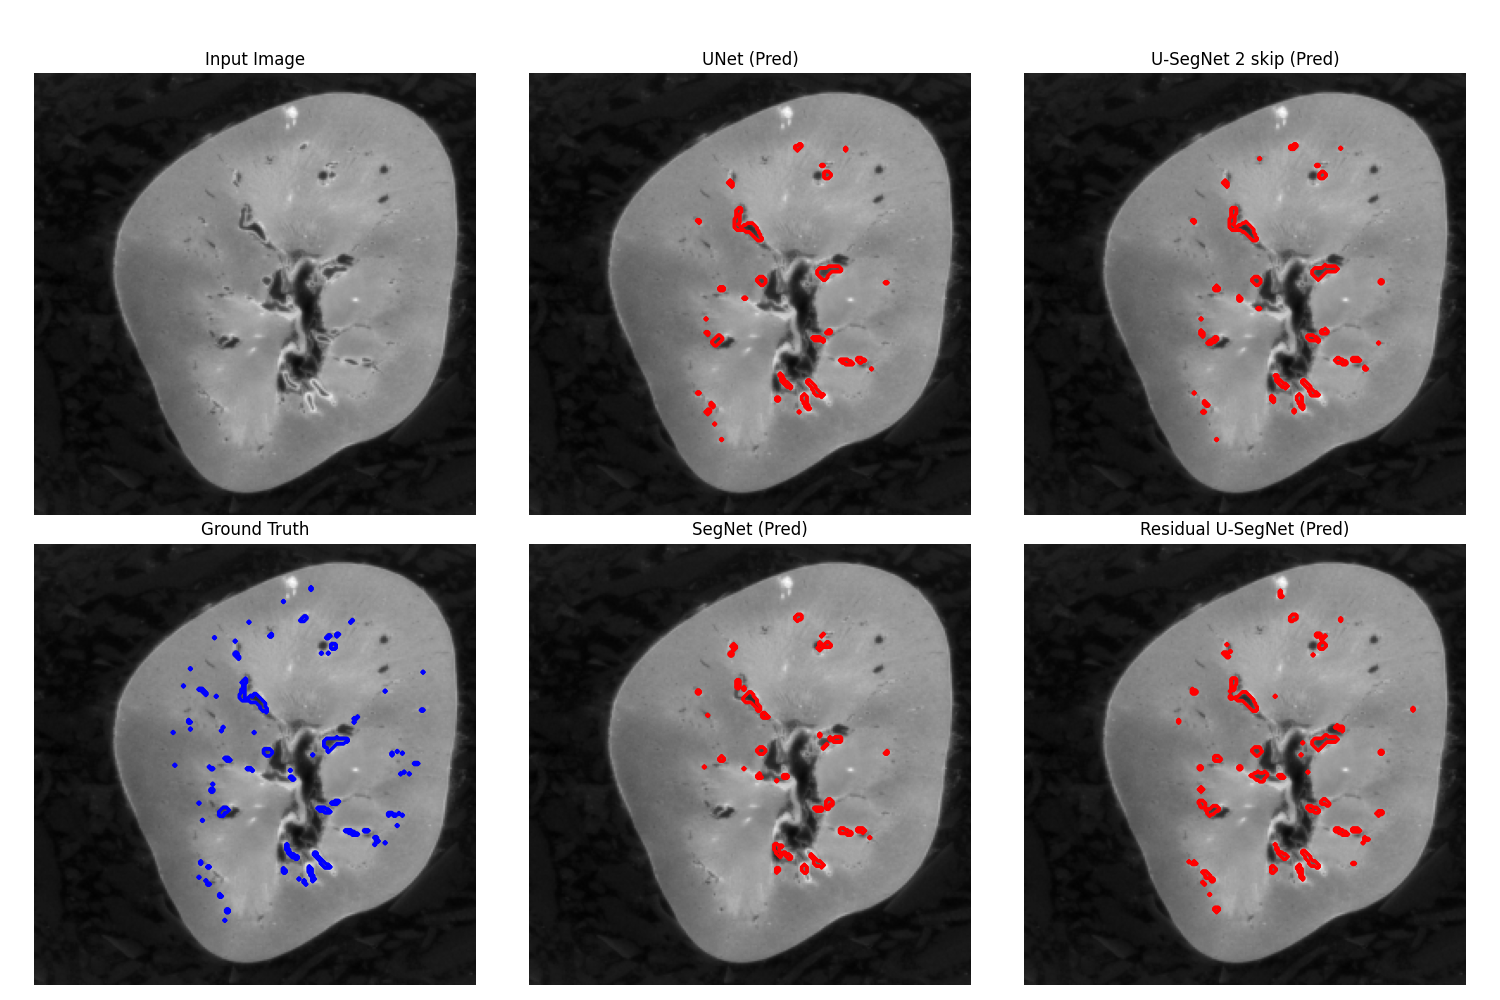 Input Image
UNet (Pred)
U-SegNet 2 skip (Pred)
Ground Truth
SegNet (Pred)
Residual U-SegNet (Pred)